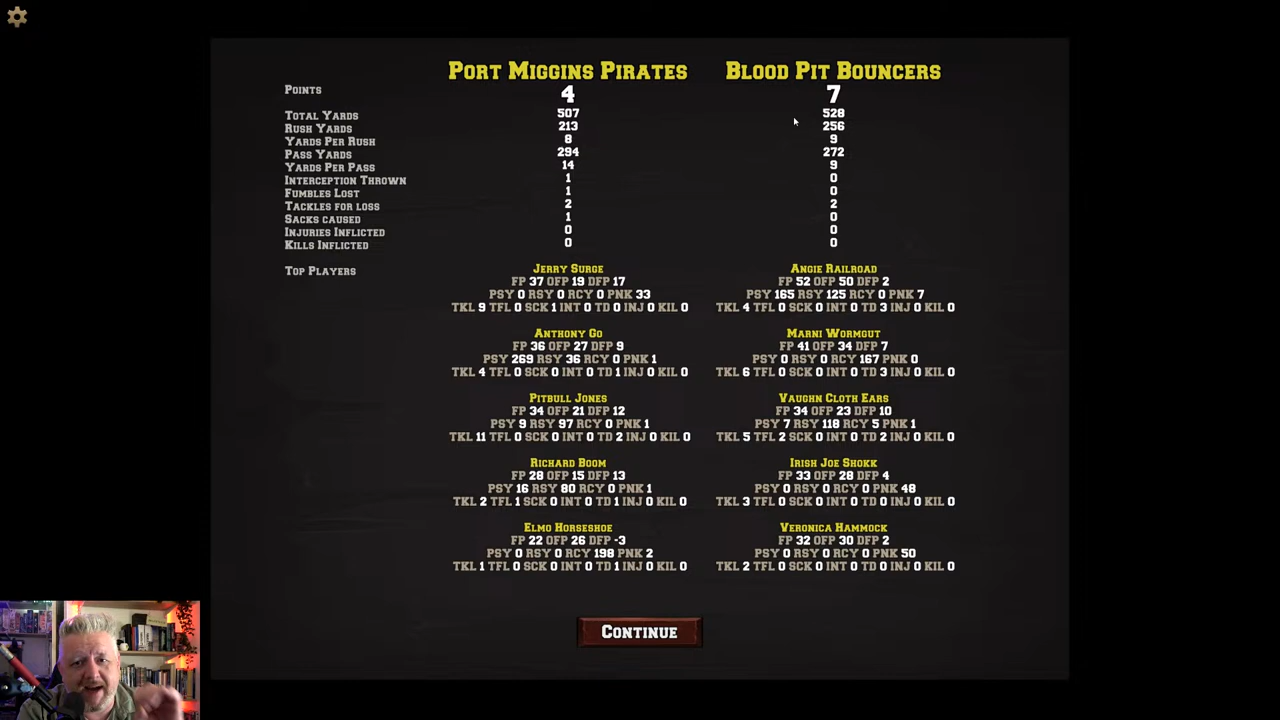 Port Miggins Pirates Blood Pit Bouncers
Points 4 7
Total Yards 507 528
Rush Yards 213 256
Yards Per Rush 8 9
Pass Yards 294 272
Yards Per Pass 14 9
Interception Thrown 1 0
Fumbles Lost 1 0
Tackles for loss 2 2
Sacks caused 1 0
Injuries Inflicted 0 0
Kills Inflicted 0 0
Top Players
Jerry Surge Angie Railroad
FP 37 OFP 19 DFP 17 FP 52 OFP 50 DFP 2
PSY 0 RSY 0 RCY 0 PNK 33 PSY 165 RSY 125 RCY 0 PNK 7
TKL 9 TFL 0 SCK 1 INT 0 TD 0 INJ 0 KIL 0 TKL 4 TFL 0 SCK 0 INT 0 TD 3 INJ 0 KIL 0
Anthony Go Marni Wormgut
FP 36 OFP 27 DFP 9 FP 41 OFP 34 DFP 7
PSY 269 RSY 36 RCY 0 PNK 1 PSY 0 RSY 0 RCY 167 PNK 0
TKL 4 TFL 0 SCK 0 INT 0 TD 1 INJ 0 KIL 0 TKL 6 TFL 0 SCK 0 INT 0 TD 3 INJ 0 KIL 0
Pitbull Jones Vaughn Cloth Ears
FP 34 OFP 21 DFP 12 FP 34 OFP 23 DFP 10
PSY 9 RSY 97 RCY 0 PNK 1 PSY 7 RSY 118 RCY 5 PNK 1
TKL 11 TFL 0 SCK 0 INT 0 TD 2 INJ 0 KIL 0 TKL 5 TFL 2 SCK 0 INT 0 TD 2 INJ 0 KIL 0
Richard Boom Irish Joe Shokk
FP 28 OFP 15 DFP 13 FP 33 OFP 28 DFP 4
PSY 16 RSY 80 RCY 0 PNK 1 PSY 0 RSY 0 RCY 0 PNK 48
TKL 2 TFL 1 SCK 0 INT 0 TD 1 INJ 0 KIL 0 TKL 3 TFL 0 SCK 0 INT 0 TD 0 INJ 0 KIL 0
Elmo Horseshoe Veronica Hammock
FP 22 OFP 26 DFP -3 FP 32 OFP 30 DFP 2
PSY 0 RSY 0 RCY 198 PNK 2 PSY 0 RSY 0 RCY 0 PNK 50
TKL 1 TFL 0 SCK 0 INT 0 TD 1 INJ 0 KIL 0 TKL 2 TFL 0 SCK 0 INT 0 TD 0 INJ 0 KIL 0
Continue